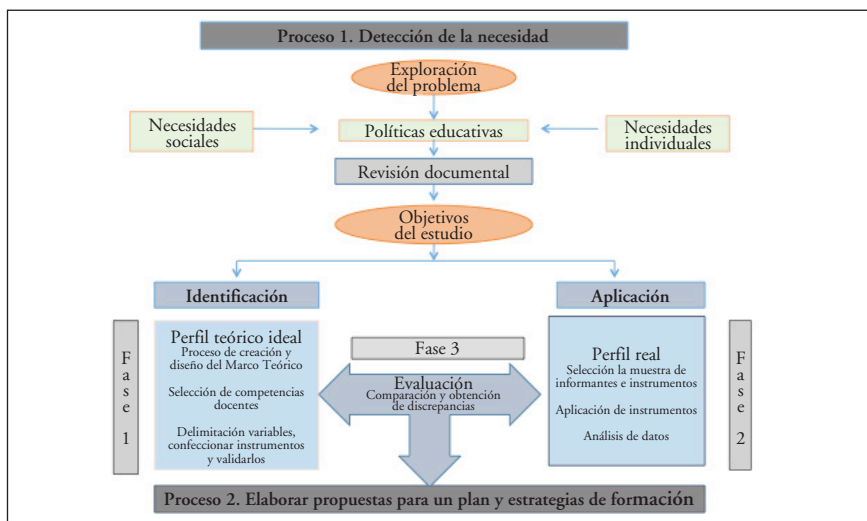 Proceso 1. Detección de la necesidad
Exploración
del problema
Necesidades
sociales
Políticas educativas
Necesidades
individuales
Revisión documental
Objetivos
del estudio
Identificación
Aplicación
Fase 1
Perfil teórico ideal
Proceso de creación y
diseño del Marco Teórico
Selección de competencias
docentes
Delimitación variables,
confeccionar instrumentos
y validarlos
Fase 3
Evaluación
Comparación y obtención
de discrepancias
Perfil real
Selección la muestra de
informantes e instrumentos
Aplicación de instrumentos
Análisis de datos
Fase 2
Proceso 2. Elaborar propuestas para un plan y estrategias de formación